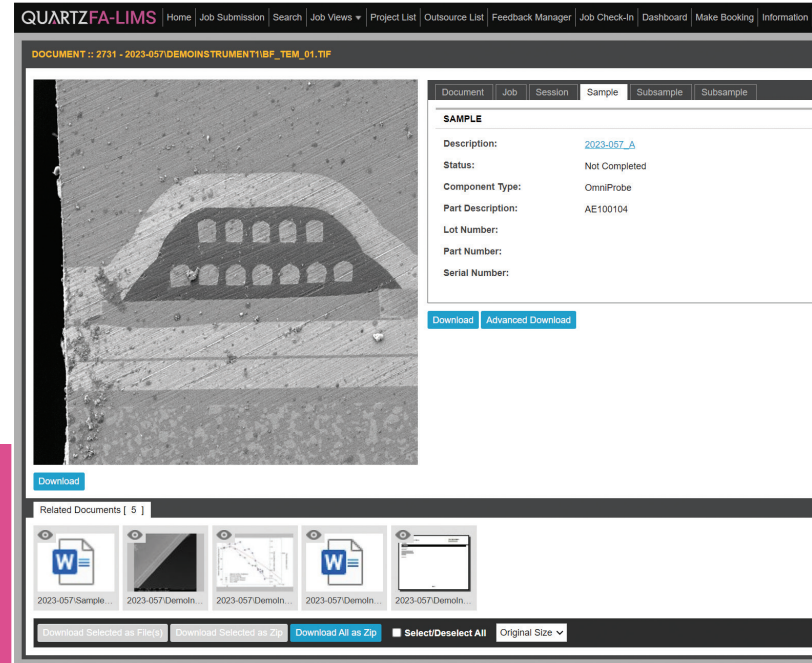 QUARTZFA-LIMS Home Job Submission Search Job Views ▾ Project List Outsource List Feedback Manager Job Check-In Dashboard Make Booking Information
DOCUMENT :: 2731 - 2023-057\DEMOINSTRUMENT1\BF_TEM_01.TIF
Document Job Session Sample Subsample Subsample
SAMPLE
Description: 2023-057_A
Status: Not Completed
Component Type: OmniProbe
Part Description: AE100104
Lot Number:
Part Number:
Serial Number:
Download Advanced Download
Download
Related Documents [ 5 ]
2023-057\Sample... 2023-057\DemoIn... 2023-057\DemoIn... 2023-057\DemoIn... 2023-057\DemoIn...
Download Selected as File(s) Download Selected as Zip Download All as Zip Select/Deselect All Original Size